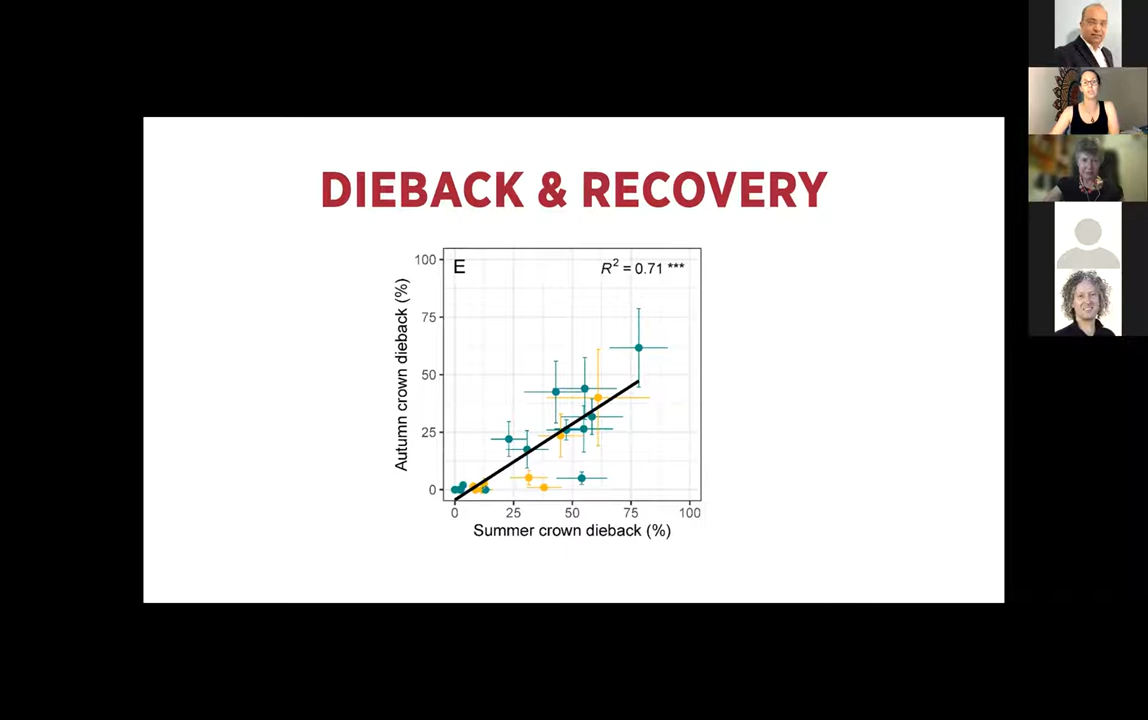 DIEBACK & RECOVERY
E
R² = 0.71 ***
Autumn crown dieback (%)
100
75
50
25
0
0 25 50 75 100
Summer crown dieback (%)